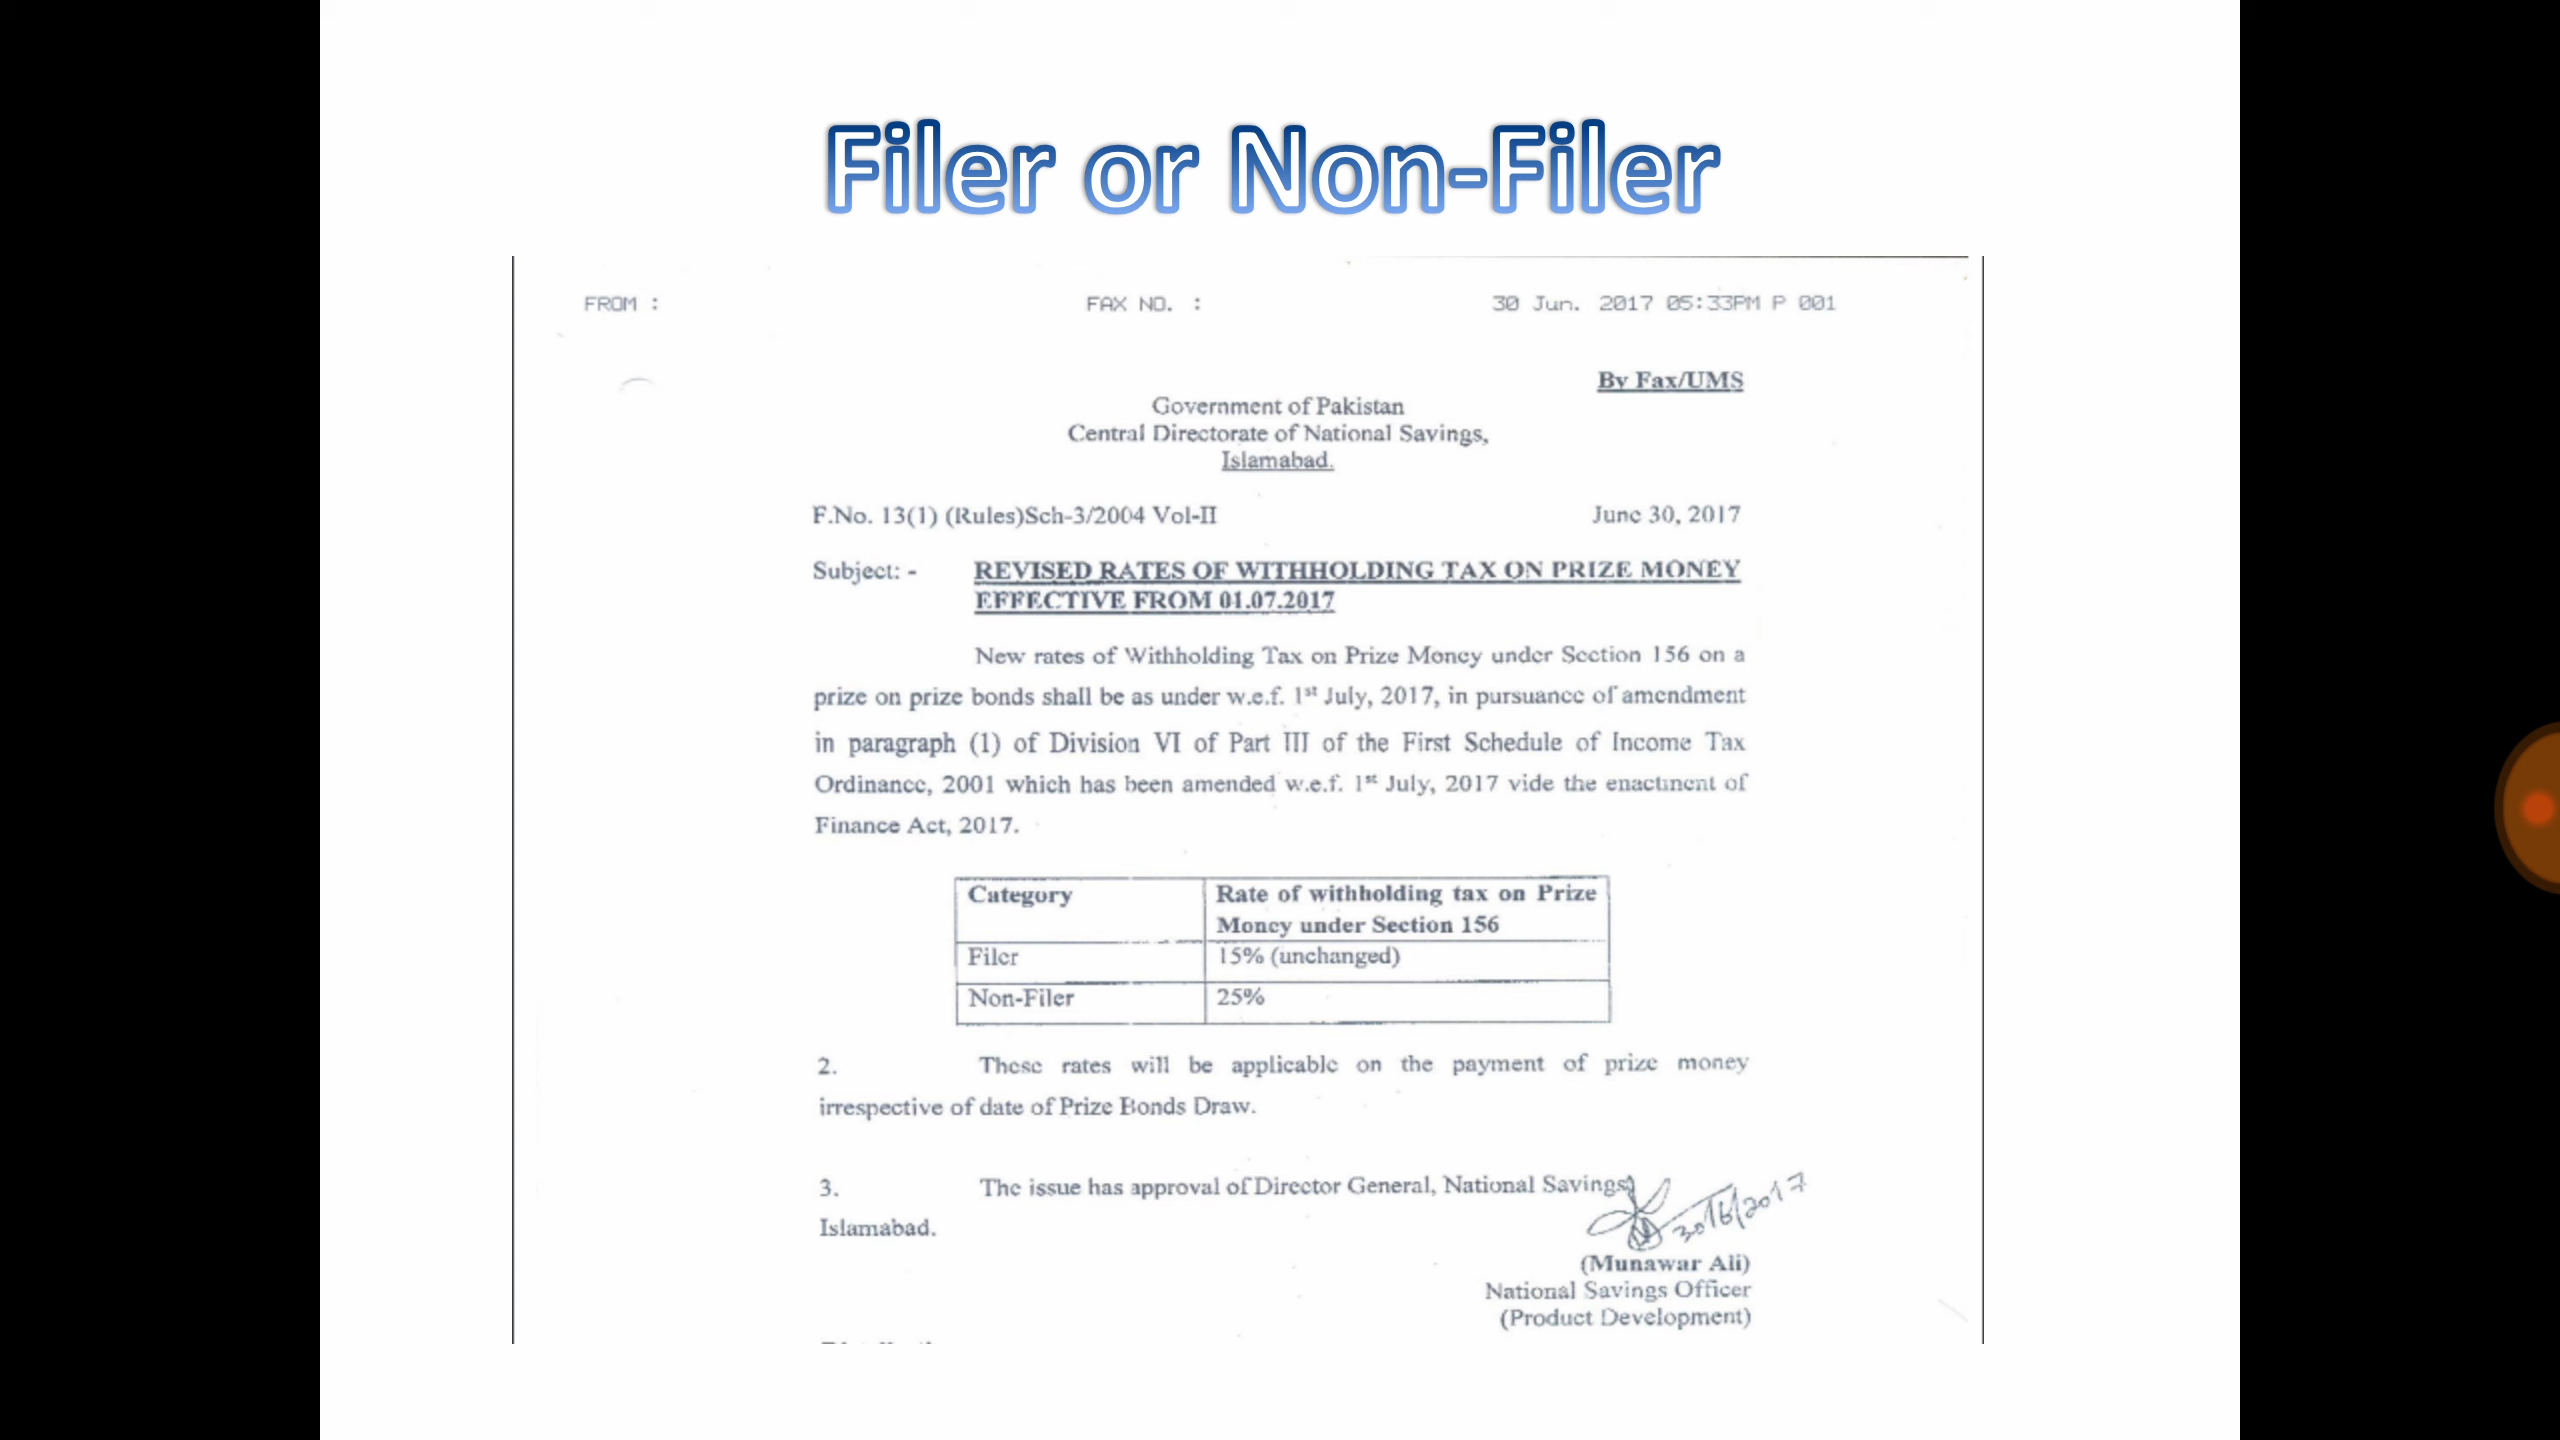 Filer or Non-Filer
FROM : FAX NO. : 30 Jun. 2017 05:33PM P 001
By Fax/UMS
Government of Pakistan
Central Directorate of National Savings,
Islamabad.
F.No. 13(1) (Rules)Sch-3/2004 Vol-II June 30, 2017
Subject: - REVISED RATES OF WITHHOLDING TAX ON PRIZE MONEY
EFFECTIVE FROM 01.07.2017
New rates of Withholding Tax on Prize Money under Section 156 on a
prize on prize bonds shall be as under w.e.f. 1st July, 2017, in pursuance of amendment
in paragraph (1) of Division VI of Part III of the First Schedule of Income Tax
Ordinance, 2001 which has been amended w.e.f. 1st July, 2017 vide the enactment of
Finance Act, 2017.
Category Rate of withholding tax on Prize
Money under Section 156
Filer 15% (unchanged)
Non-Filer 25%
2. These rates will be applicable on the payment of prize money
irrespective of date of Prize Bonds Draw.
3. The issue has approval of Director General, National Savings,
Islamabad.
30/6/2017
(Munawar Ali)
National Savings Officer
(Product Development)